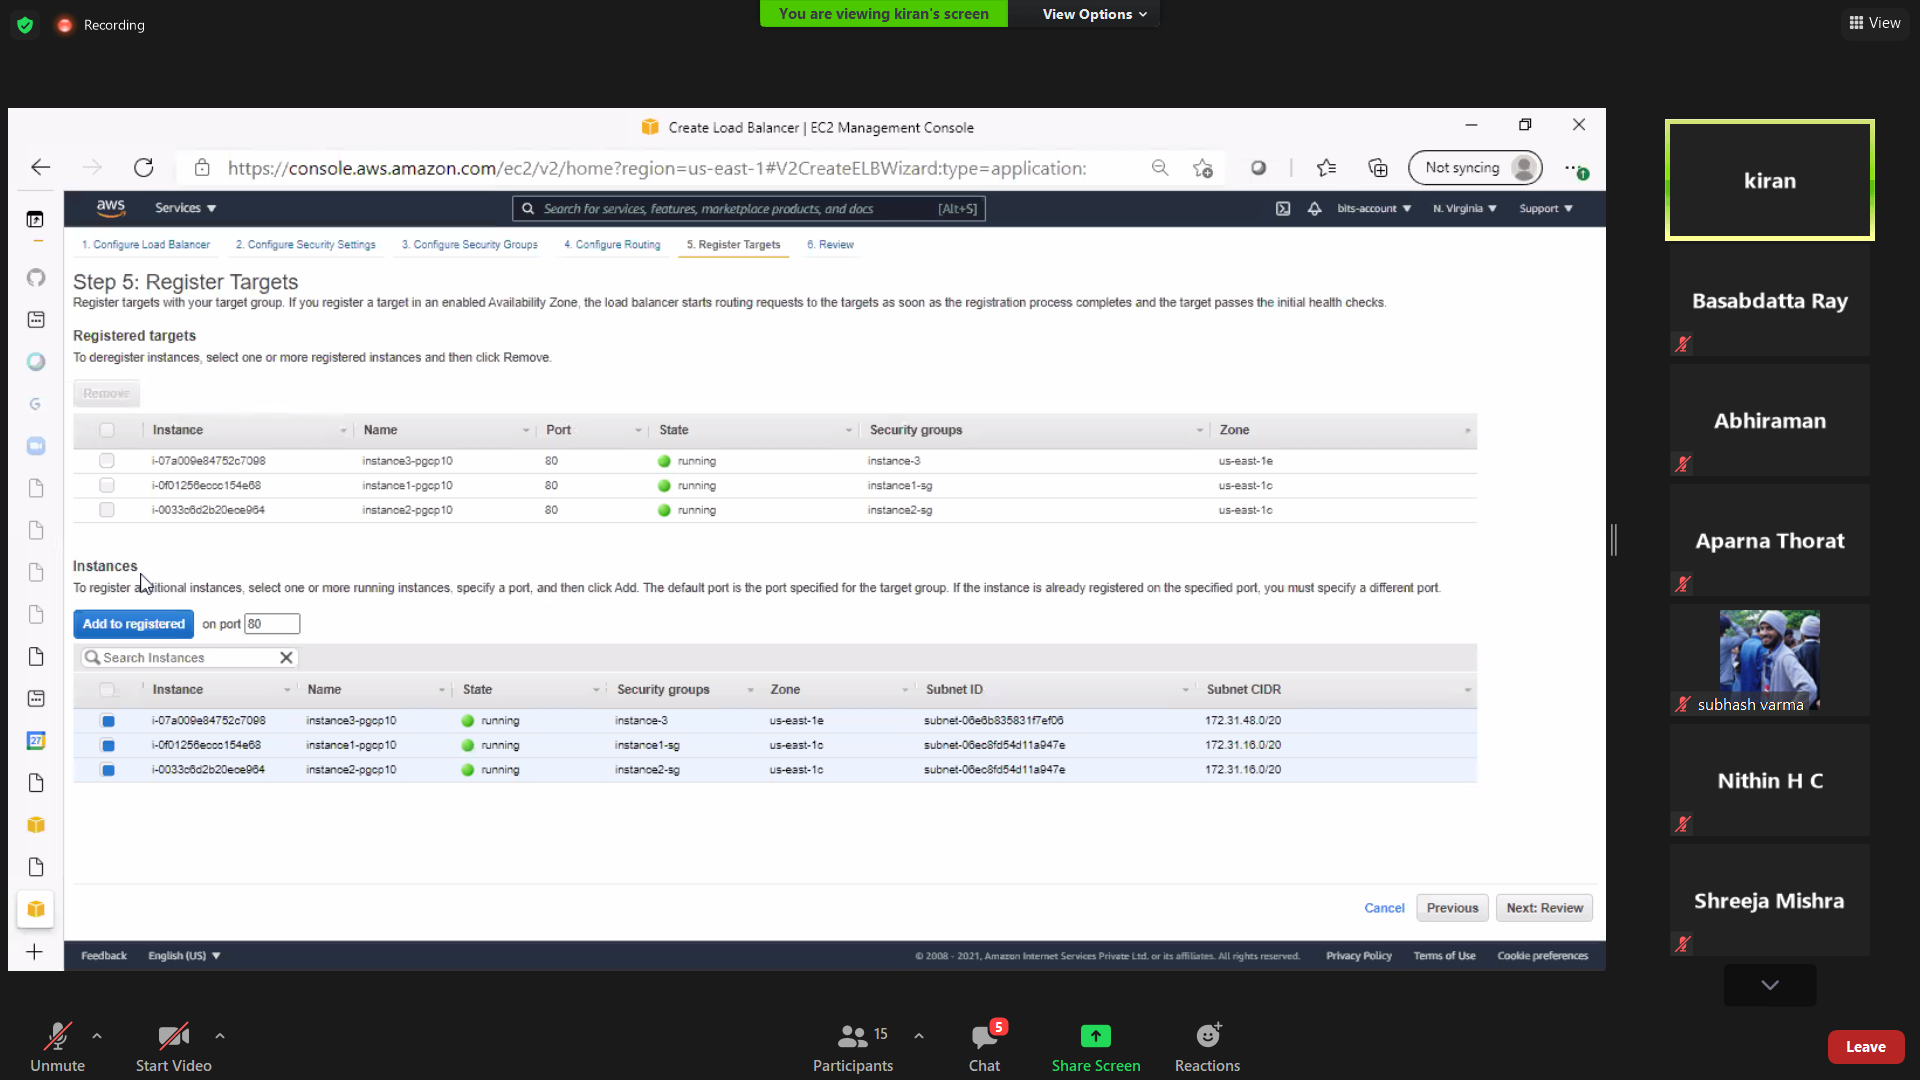 Recording
You are viewing kiran's screen
View Options
View
Create Load Balancer | EC2 Management Console
https://console.aws.amazon.com/ec2/v2/home?region=us-east-1#V2CreateELBWizard:type=application:
Not syncing
aws
Services
Search for services, features, marketplace products, and docs
[Alt+S]
bits-account
N. Virginia
Support
1. Configure Load Balancer
2. Configure Security Settings
3. Configure Security Groups
4. Configure Routing
5. Register Targets
6. Review
Step 5: Register Targets
Register targets with your target group. If you register a target in an enabled Availability Zone, the load balancer starts routing requests to the targets as soon as the registration process completes and the target passes the initial health checks.
Registered targets
To deregister instances, select one or more registered instances and then click Remove.
Remove
Instance Name Port State Security groups Zone
i-07a009e84752c7098 instance3-pgcp10 80 running instance-3 us-east-1e
i-0f01256eccc154e68 instance1-pgcp10 80 running instance1-sg us-east-1c
i-0033c6d2b20ece964 instance2-pgcp10 80 running instance2-sg us-east-1c
Instances
To register additional instances, select one or more running instances, specify a port, and then click Add. The default port is the port specified for the target group. If the instance is already registered on the specified port, you must specify a different port.
Add to registered on port 80
Search Instances
Instance Name State Security groups Zone Subnet ID Subnet CIDR
i-07a009e84752c7098 instance3-pgcp10 running instance-3 us-east-1e subnet-06e6b835831f7ef06 172.31.48.0/20
i-0f01256eccc154e68 instance1-pgcp10 running instance1-sg us-east-1c subnet-06ec8fd54d11a947e 172.31.16.0/20
i-0033c6d2b20ece964 instance2-pgcp10 running instance2-sg us-east-1c subnet-06ec8fd54d11a947e 172.31.16.0/20
Cancel
Previous
Next: Review
27
Feedback
English (US)
© 2008 - 2021, Amazon Internet Services Private Ltd. or its affiliates. All rights reserved.
Privacy Policy
Terms of Use
Cookie preferences
kiran
Basabdatta Ray
Abhiraman
Aparna Thorat
subhash varma
Nithin H C
Shreeja Mishra
Unmute
Start Video
15
Participants
5
Chat
Share Screen
Reactions
Leave